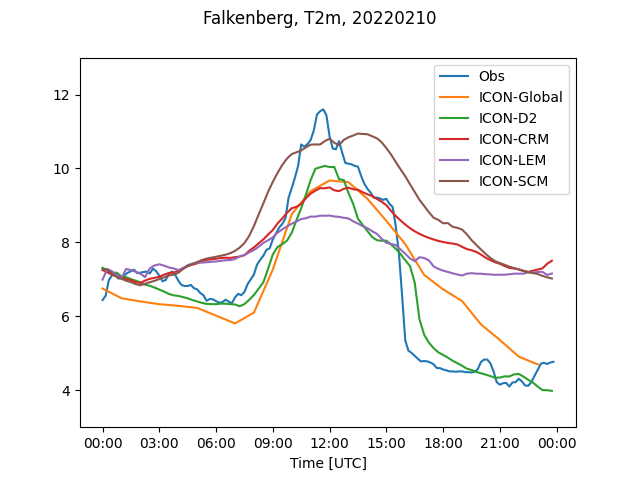 Falkenberg, T2m, 20220210
12
10
8
6
4
Obs
ICON-Global
ICON-D2
ICON-CRM
ICON-LEM
ICON-SCM
00:00 03:00 06:00 09:00 12:00 15:00 18:00 21:00 00:00
Time [UTC]